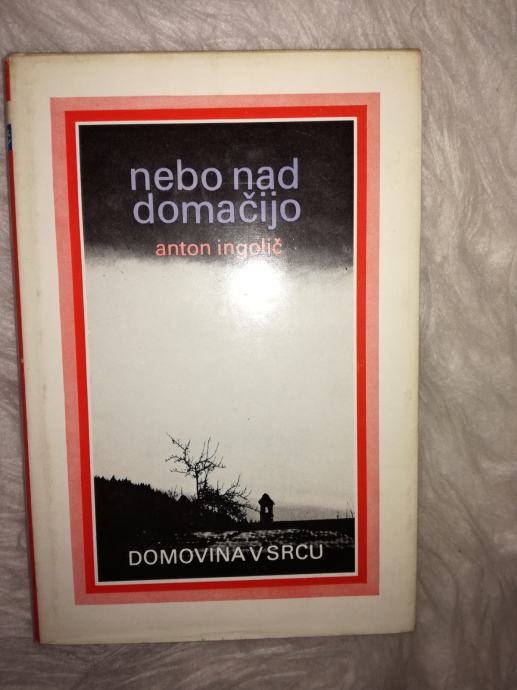 nebo nad
domačijo
anton ingolič
DOMOVINA V SRCU